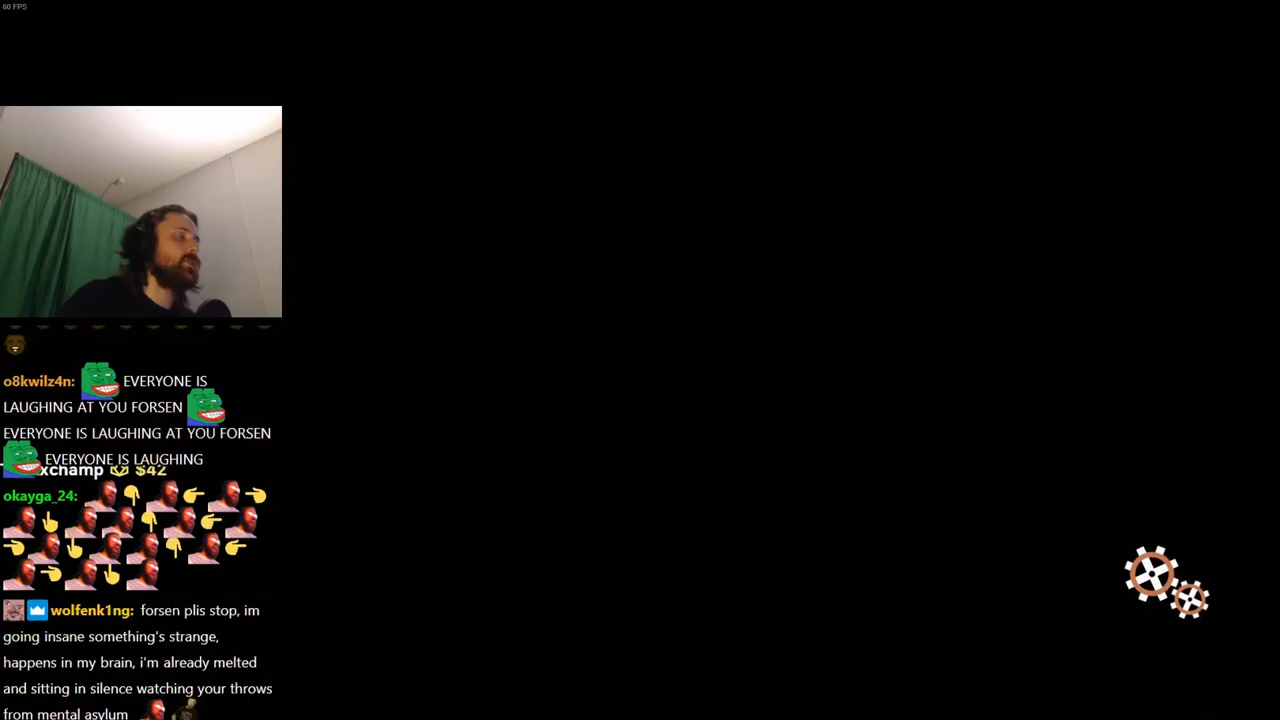 60 FPS
o8kwilz4n: EVERYONE IS
LAUGHING AT YOU FORSEN
EVERYONE IS LAUGHING AT YOU FORSEN
EVERYONE IS LAUGHING
xchamp $42
okayga_24:
wolfenk1ng: forsen plis stop, im
going insane something's strange,
happens in my brain, i'm already melted
and sitting in silence watching your throws
from mental asylum